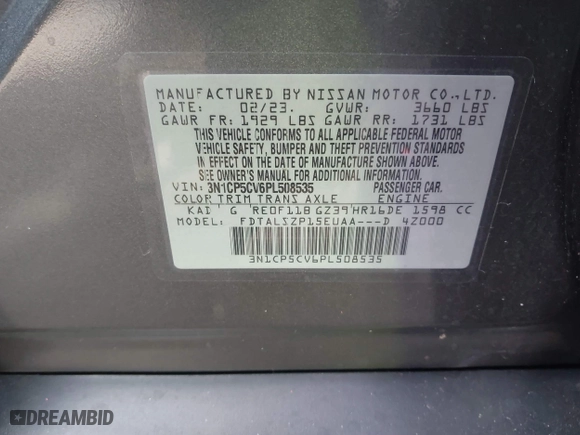 MANUFACTURED BY NISSAN MOTOR CO., LTD.
DATE: 02/23. GVWR: 3660 LBS
GAWR FR: 1929 LBS GAWR RR: 1731 LBS
THIS VEHICLE CONFORMS TO ALL APPLICABLE FEDERAL MOTOR
VEHICLE SAFETY, BUMPER AND THEFT PREVENTION STANDARDS
IN EFFECT ON THE DATE OF MANUFACTURE SHOWN ABOVE.
SEE OWNER'S MANUAL FOR ADDITIONAL INFORMATION.
VIN: 3N1CP5CV6PL508535 PASSENGER CAR.
COLOR TRIM TRANS AXLE ENGINE
KAD G RE0F11B GZ39 HR16DE 1598 CC
MODEL: FDTALSZP15EUAA---D 4Z000
3N1CP5CV6PL508535
DREAMBID